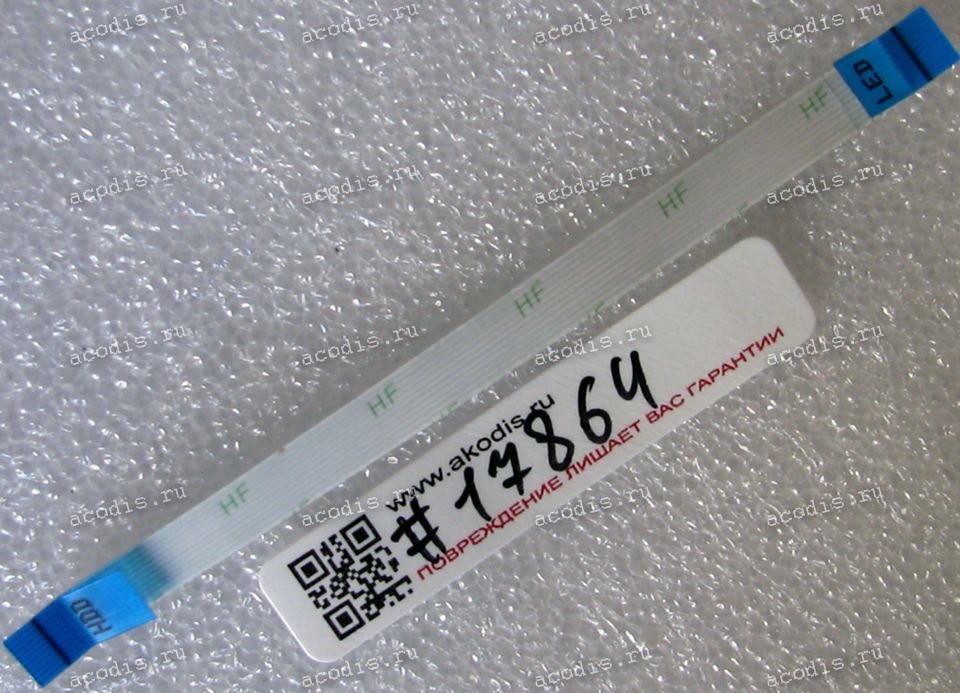 LED
HF
HF
HF
HF
HF
HDD
www.akodis.ru
#17864
ПОВРЕЖДЕНИЕ ЛИШАЕТ ВАС ГАРАНТИИ
acodis.ru